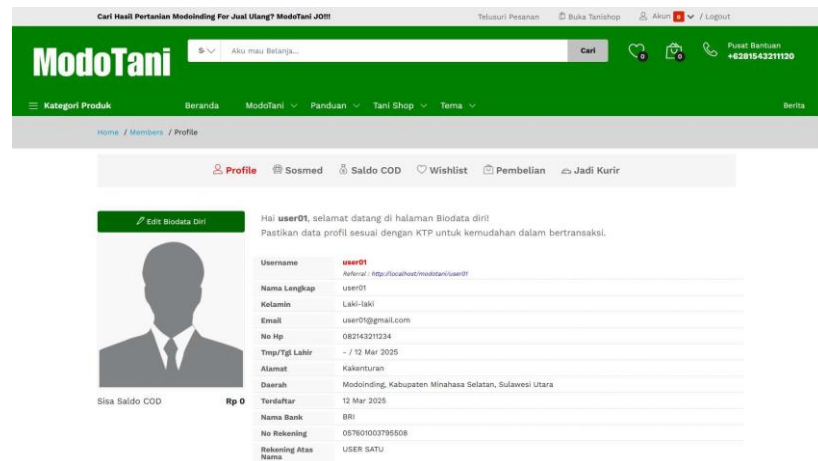 Cari Hasil Pertanian Modoinding For Jual Ulang? ModoTani JO!!! Telusuri Pesanan Buka Tanishop Akun 0 / Logout
ModoTani S Aku mau Belanja... Cari 0 0 Pusat Bantuan
+6281543211120
Kategori Produk Beranda ModoTani Panduan Tani Shop Tema Berita
Home / Members / Profile
Profile Sosmed Saldo COD Wishlist Pembelian Jadi Kurir
Edit Biodata Diri
Hai user01, selamat datang di halaman Biodata diri!
Pastikan data profil sesuai dengan KTP untuk kemudahan dalam bertransaksi.
Username user01
Referral : http://localhost/modotani/user01
Nama Lengkap user01
Kelamin Laki-laki
Email user01@gmail.com
No Hp 082143211234
Tmp/Tgl Lahir - / 12 Mar 2025
Alamat Kakenturan
Daerah Modoinding, Kabupaten Minahasa Selatan, Sulawesi Utara
Sisa Saldo COD Rp 0
Terdaftar 12 Mar 2025
Nama Bank BRI
No Rekening 057601003795508
Rekening Atas Nama USER SATU